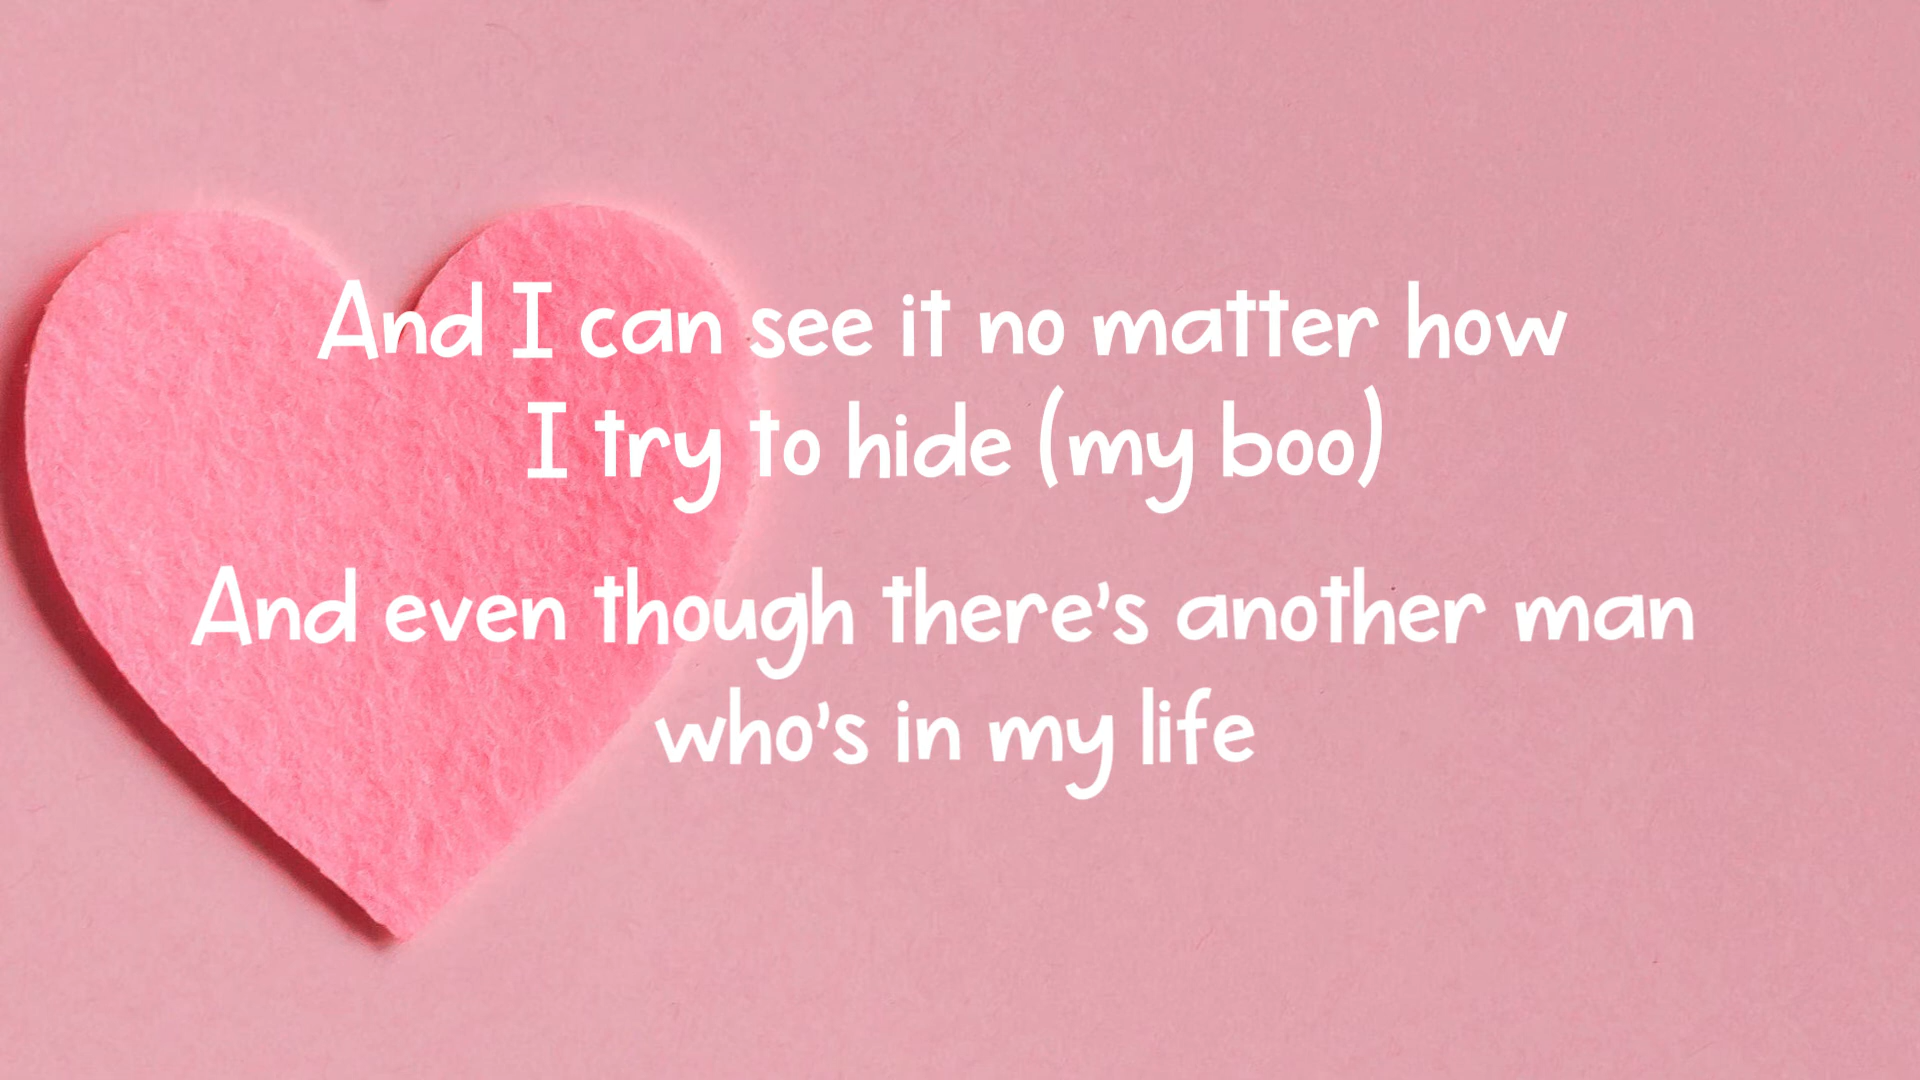 And I can see it no matter how
I try to hide (my boo)
And even though there's another man
who's in my life